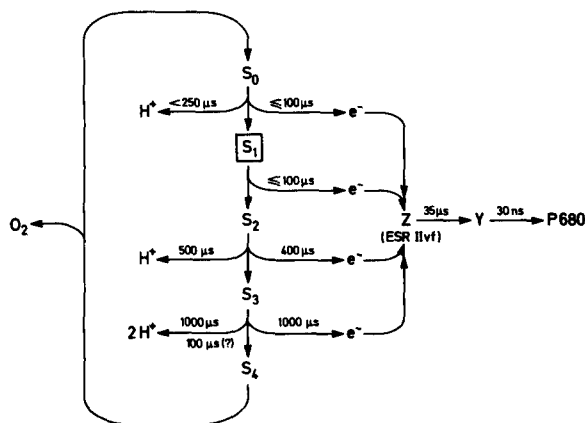 S₀
H⁺ <250 μs ≤100 μs e⁻
S₁
≤100 μs e⁻
O₂ S₂ Z 35μs Y 30 ns P680
(ESR IIvf)
H⁺ 500 μs 400 μs e⁻
S₃
2H⁺ 1000 μs 1000 μs e⁻
100 μs (?)
S₄